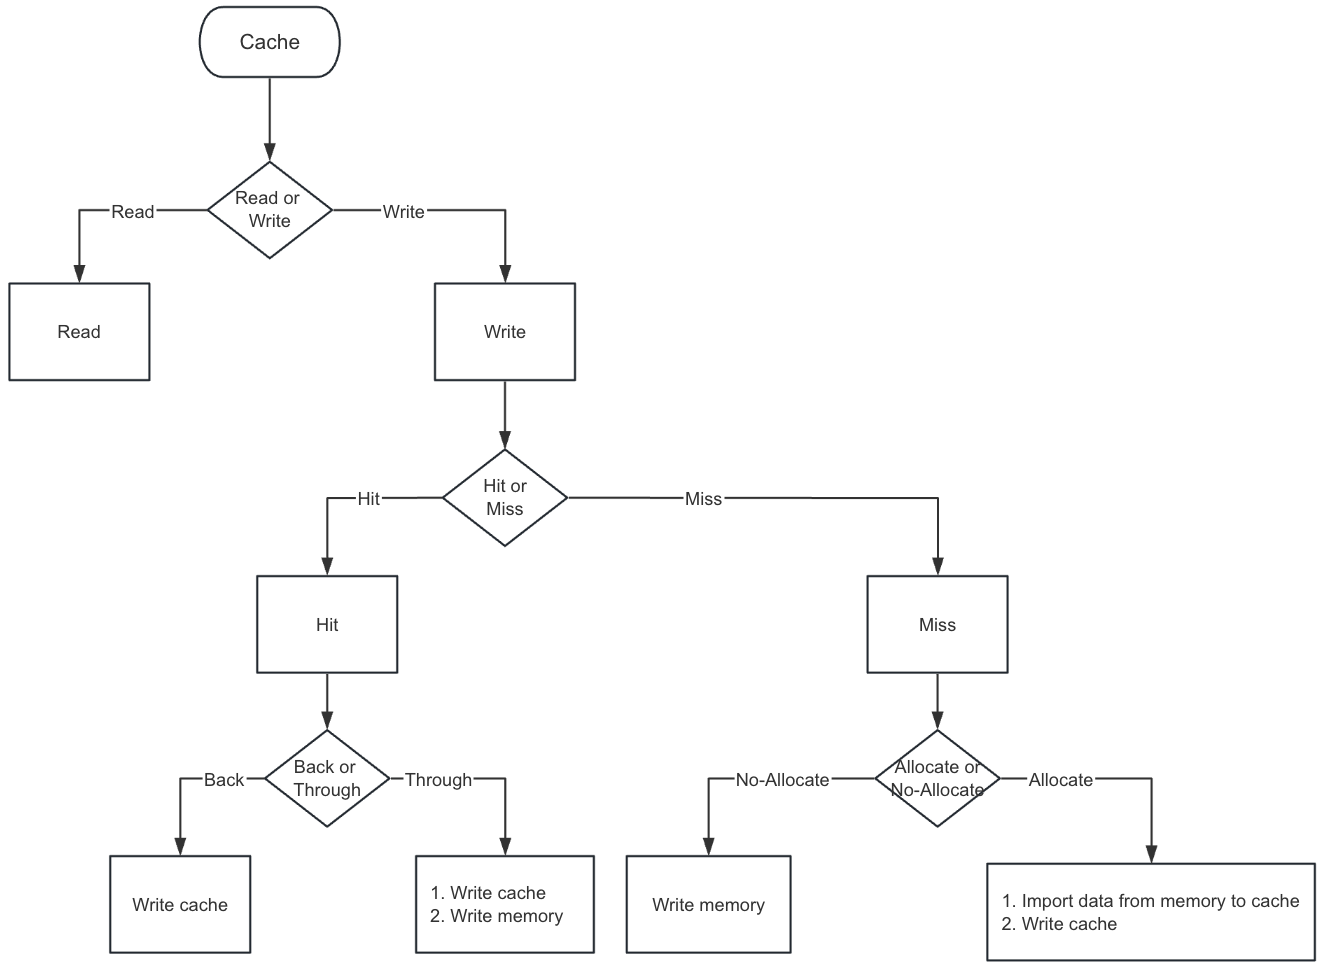 Cache
Read or
Write
Read
Write
Read
Write
Hit or
Miss
Hit
Miss
Hit
Miss
Back or
Through
Allocate or
No-Allocate
Back
Through
No-Allocate
Allocate
Write cache
1. Write cache
2. Write memory
Write memory
1. Import data from memory to cache
2. Write cache